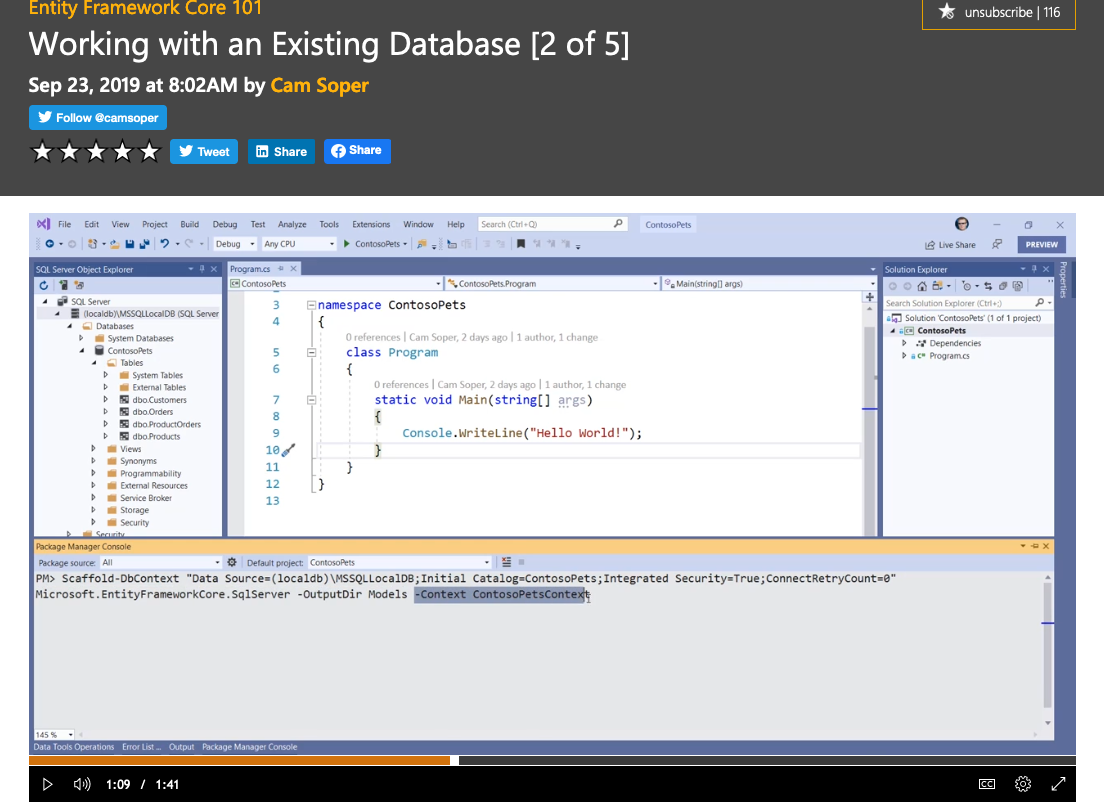 Entity Framework Core 101
unsubscribe | 116
Working with an Existing Database [2 of 5]
Sep 23, 2019 at 8:02AM by Cam Soper
Follow @camsoper
Tweet
Share
Share
File Edit View Project Build Debug Test Analyze Tools Extensions Window Help Search (Ctrl+Q) ContosoPets
Debug Any CPU ContosoPets Live Share PREVIEW
SQL Server Object Explorer
SQL Server
(localdb)\MSSQLLocalDB (SQL Server
Databases
System Databases
ContosoPets
Tables
System Tables
External Tables
dbo.Customers
dbo.Orders
dbo.ProductOrders
dbo.Products
Views
Synonyms
Programmability
External Resources
Service Broker
Storage
Security
Security
Program.cs
ContosoPets ContosoPets.Program Main(string[] args)
3 namespace ContosoPets
4 {
0 references | Cam Soper, 2 days ago | 1 author, 1 change
5 class Program
6 {
0 references | Cam Soper, 2 days ago | 1 author, 1 change
7 static void Main(string[] args)
8 {
9 Console.WriteLine("Hello World!");
10 }
11 }
12 }
13
Solution Explorer
Search Solution Explorer (Ctrl+;)
Solution 'ContosoPets' (1 of 1 project)
ContosoPets
Dependencies
Program.cs
Properties
Package Manager Console
Package source: All Default project: ContosoPets
PM> Scaffold-DbContext "Data Source=(localdb)\MSSQLLocalDB;Initial Catalog=ContosoPets;Integrated Security=True;ConnectRetryCount=0"
Microsoft.EntityFrameworkCore.SqlServer -OutputDir Models -Context ContosoPetsContext
145 %
Data Tools Operations Error List ... Output Package Manager Console
1:09 / 1:41
CC